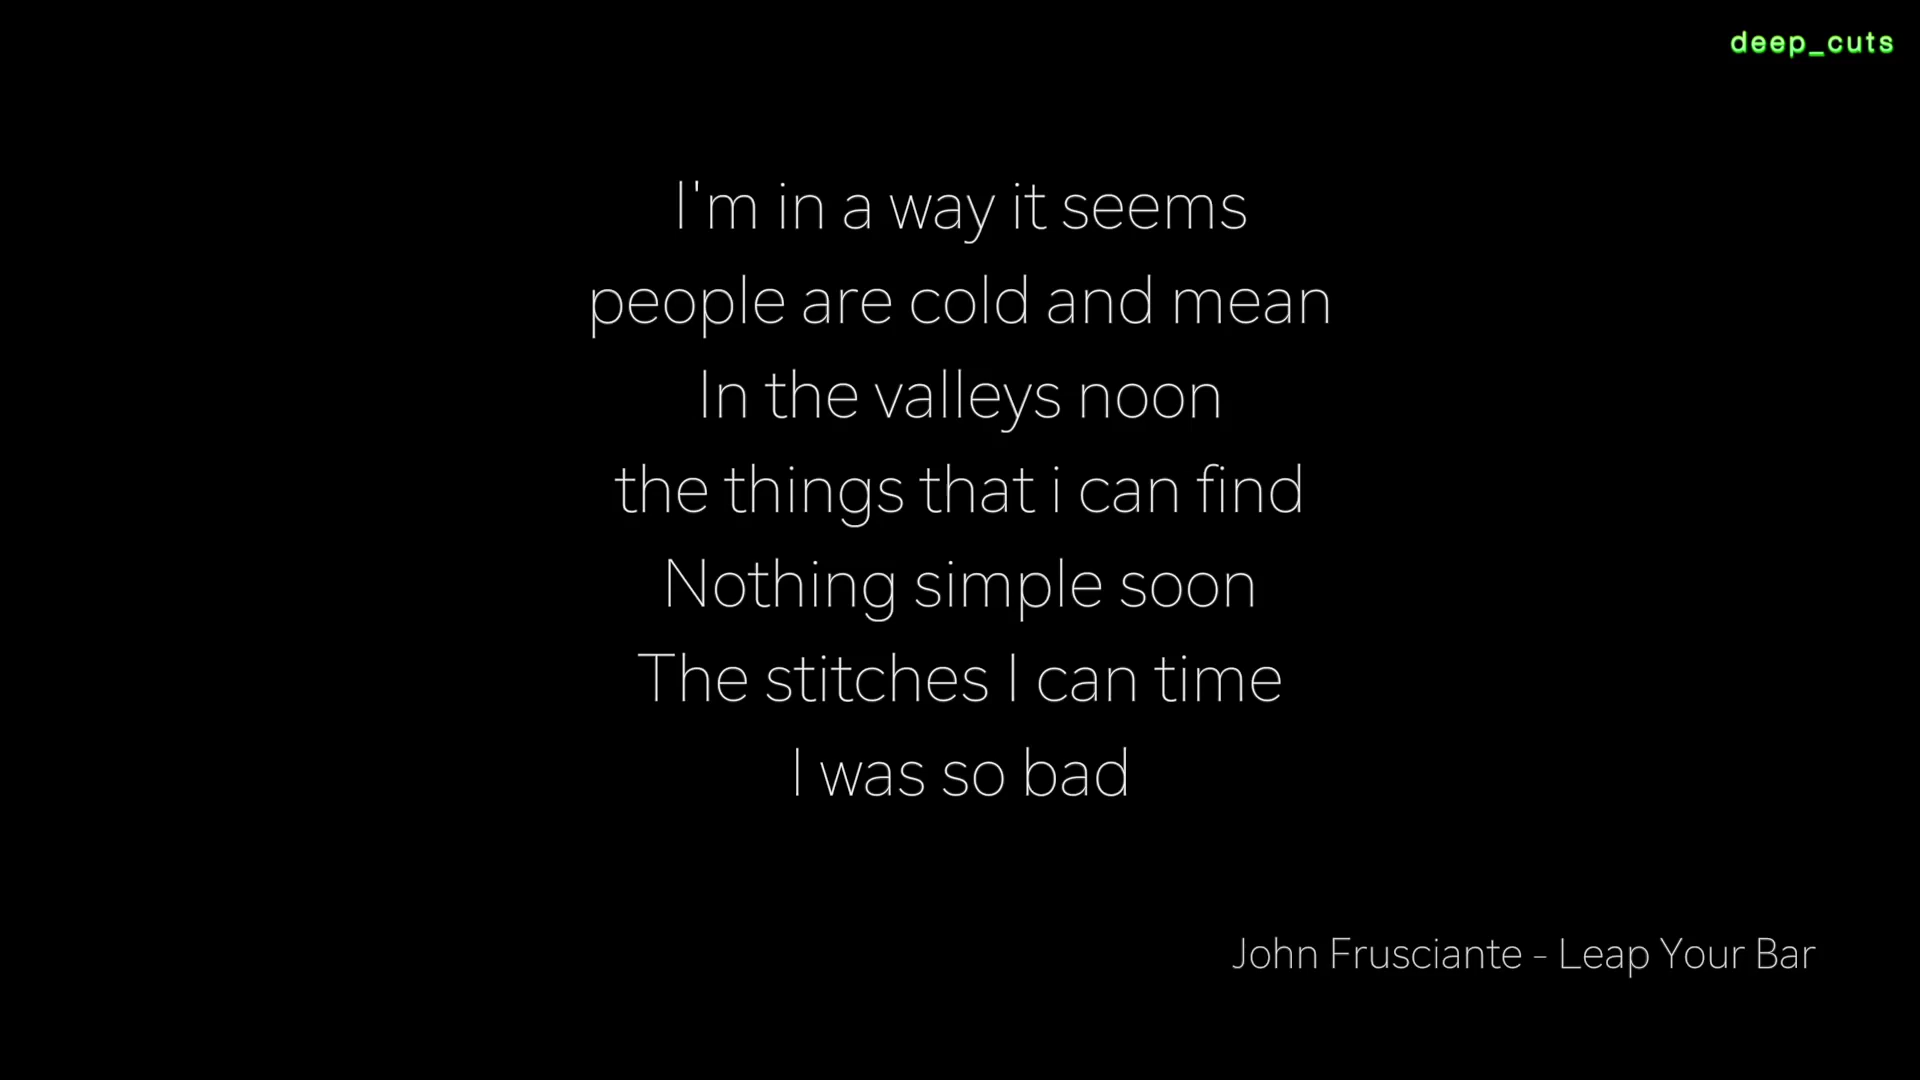 deep_cuts
I'm in a way it seems
people are cold and mean
In the valleys noon
the things that i can find
Nothing simple soon
The stitches I can time
I was so bad
John Frusciante - Leap Your Bar